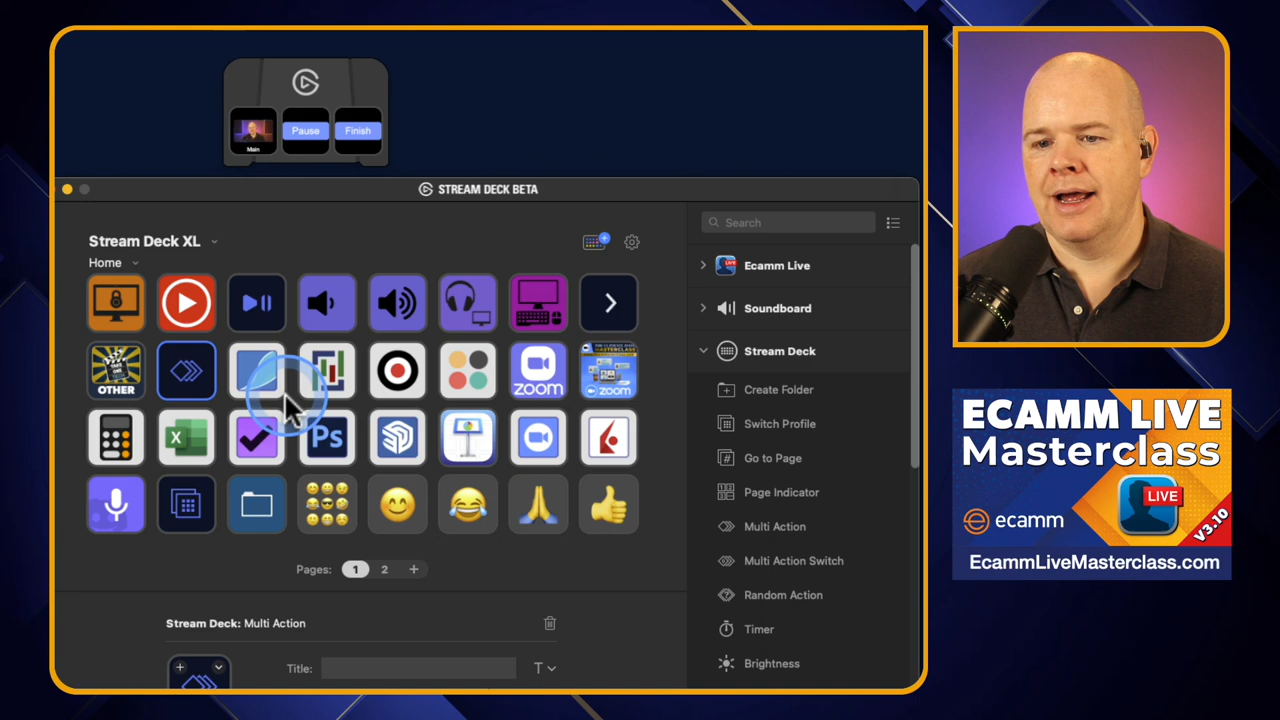 Main
Pause
Finish
STREAM DECK BETA
Stream Deck XL
Home
Search
Ecamm Live
Soundboard
Stream Deck
Create Folder
Switch Profile
Go to Page
Page Indicator
Multi Action
Multi Action Switch
Random Action
Timer
Brightness
OTHER
zoom
zoom
Ps
X
Pages:
1
2
+
Stream Deck: Multi Action
Title:
T
ECAMM LIVE
Masterclass
LIVE
ecamm
v3.10
EcammLiveMasterclass.com